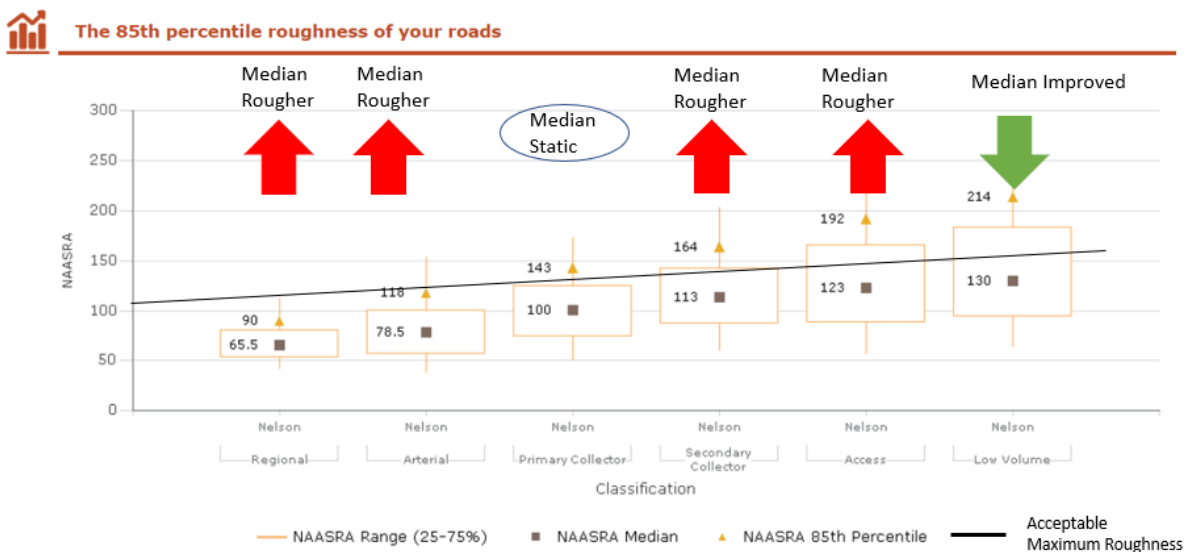 The 85th percentile roughness of your roads
Median
Rougher
Median
Rougher
Median
Static
Median
Rougher
Median
Rougher
Median Improved
300
250
200
150
100
50
0
NAASRA
90
65.5
118
78.5
143
100
164
113
192
123
214
130
Nelson
Nelson
Nelson
Nelson
Nelson
Nelson
Regional
Arterial
Primary Collector
Secondary
Collector
Access
Low Volume
Classification
NAASRA Range (25-75%)
NAASRA Median
NAASRA 85th Percentile
Acceptable
Maximum Roughness